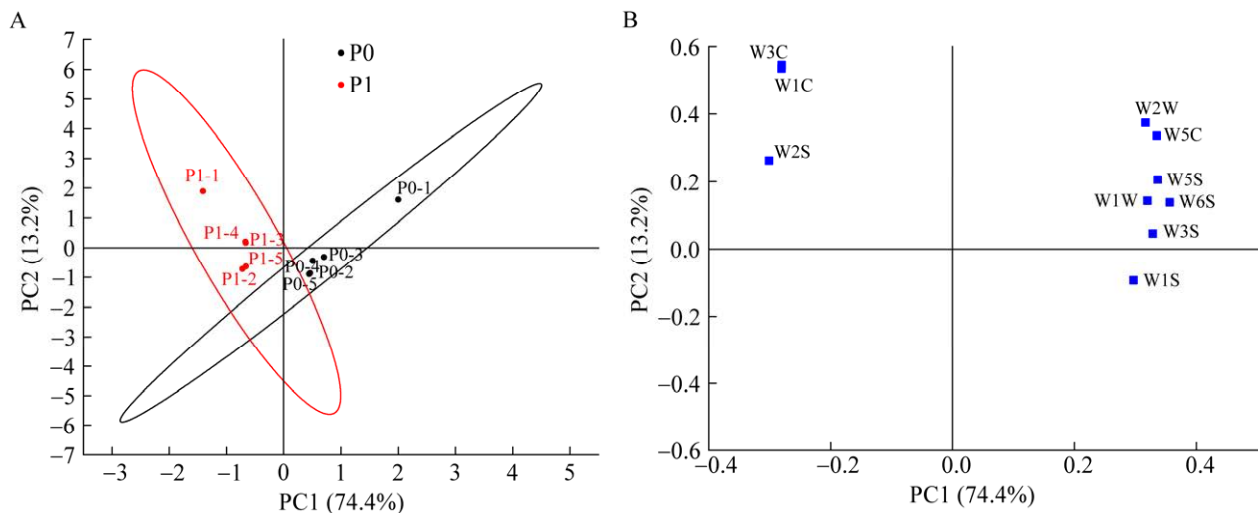 A
P0
P1
7
6
5
4
3
2
1
0
−1
−2
−3
−4
−5
−6
−7
PC2 (13.2%)
P1-1
P0-1
P1-4
P1-3
P1-5
P1-2
P0-3
P0-4
P0-2
P0-5
−3
−2
−1
0
1
2
3
4
5
PC1 (74.4%)
B
0.6
0.4
0.2
0.0
−0.2
−0.4
−0.6
PC2 (13.2%)
W3C
W1C
W2S
W2W
W5C
W5S
W1W
W6S
W3S
W1S
−0.4
−0.2
0.0
0.2
0.4
PC1 (74.4%)